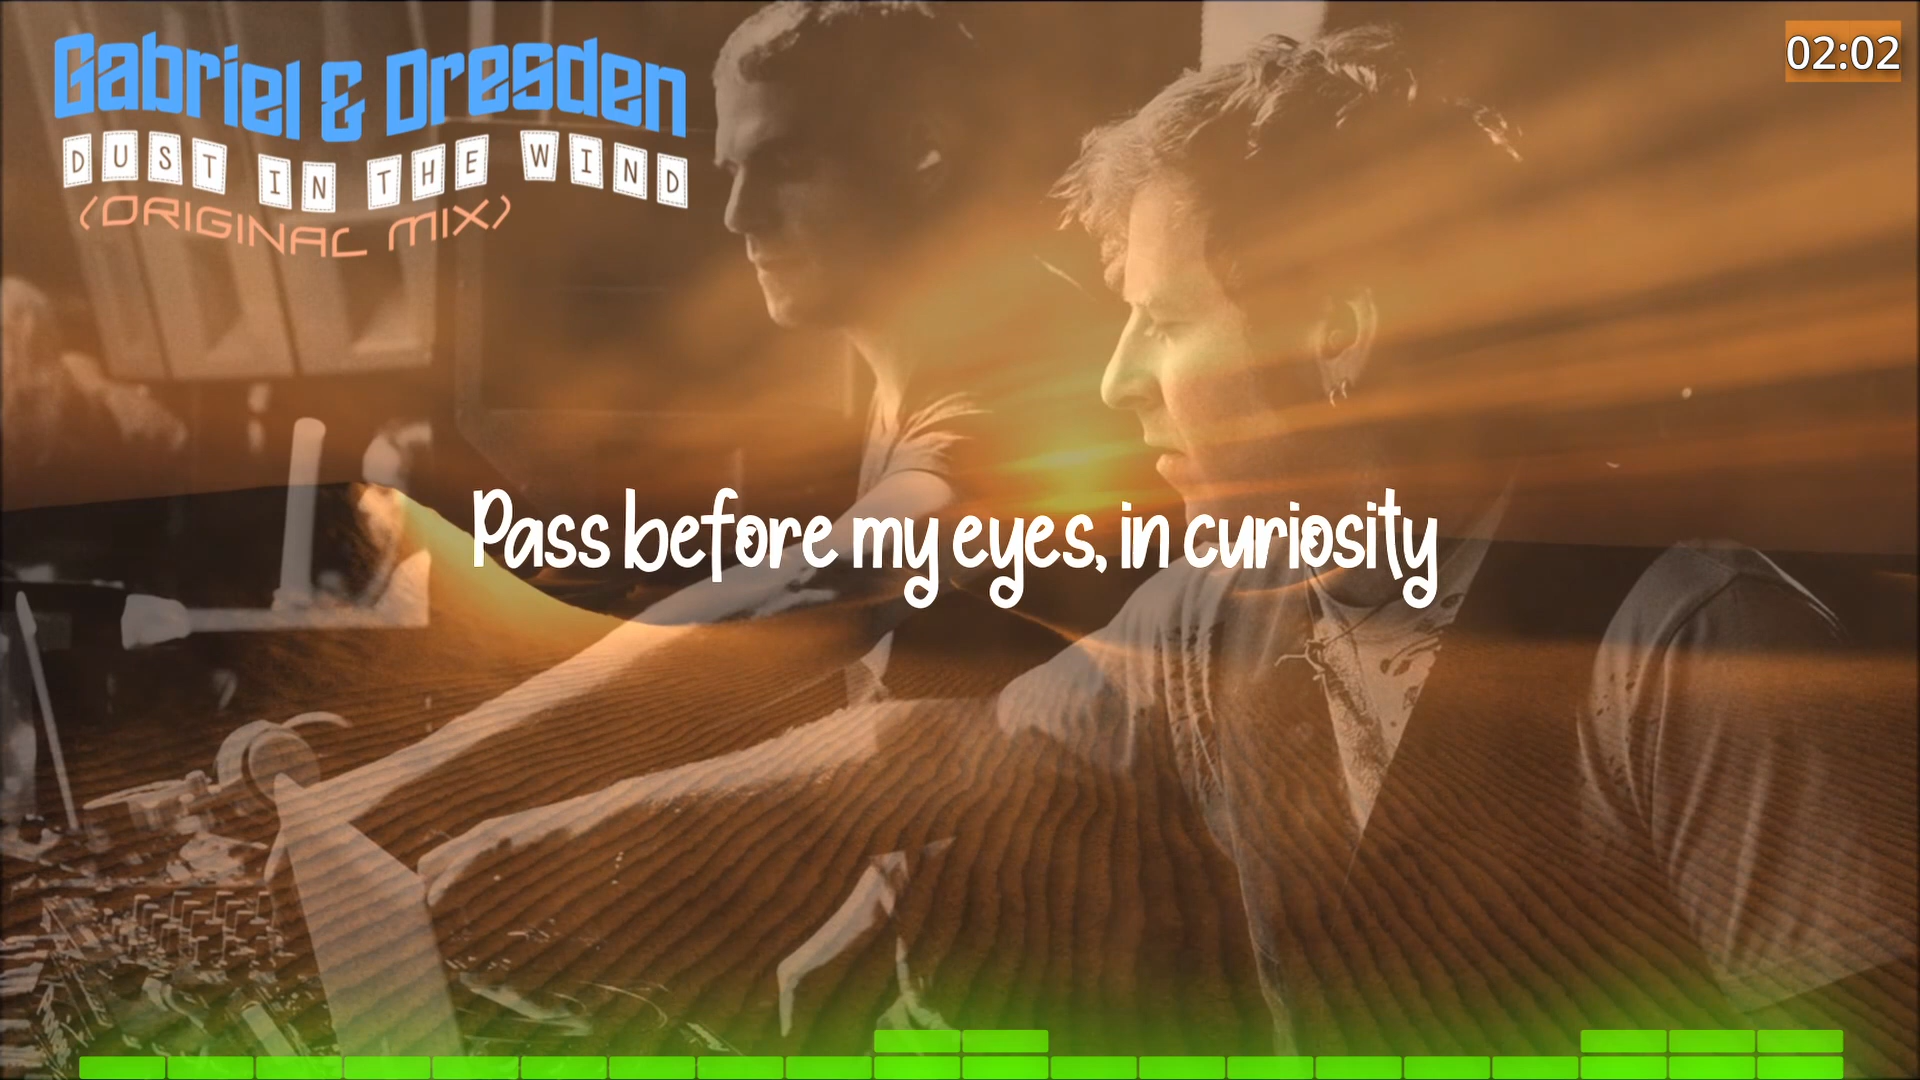 Gabriel & Dresden
DUST IN THE WIND
(ORIGINAL MIX)
02:02
Pass before my eyes, in curiosity